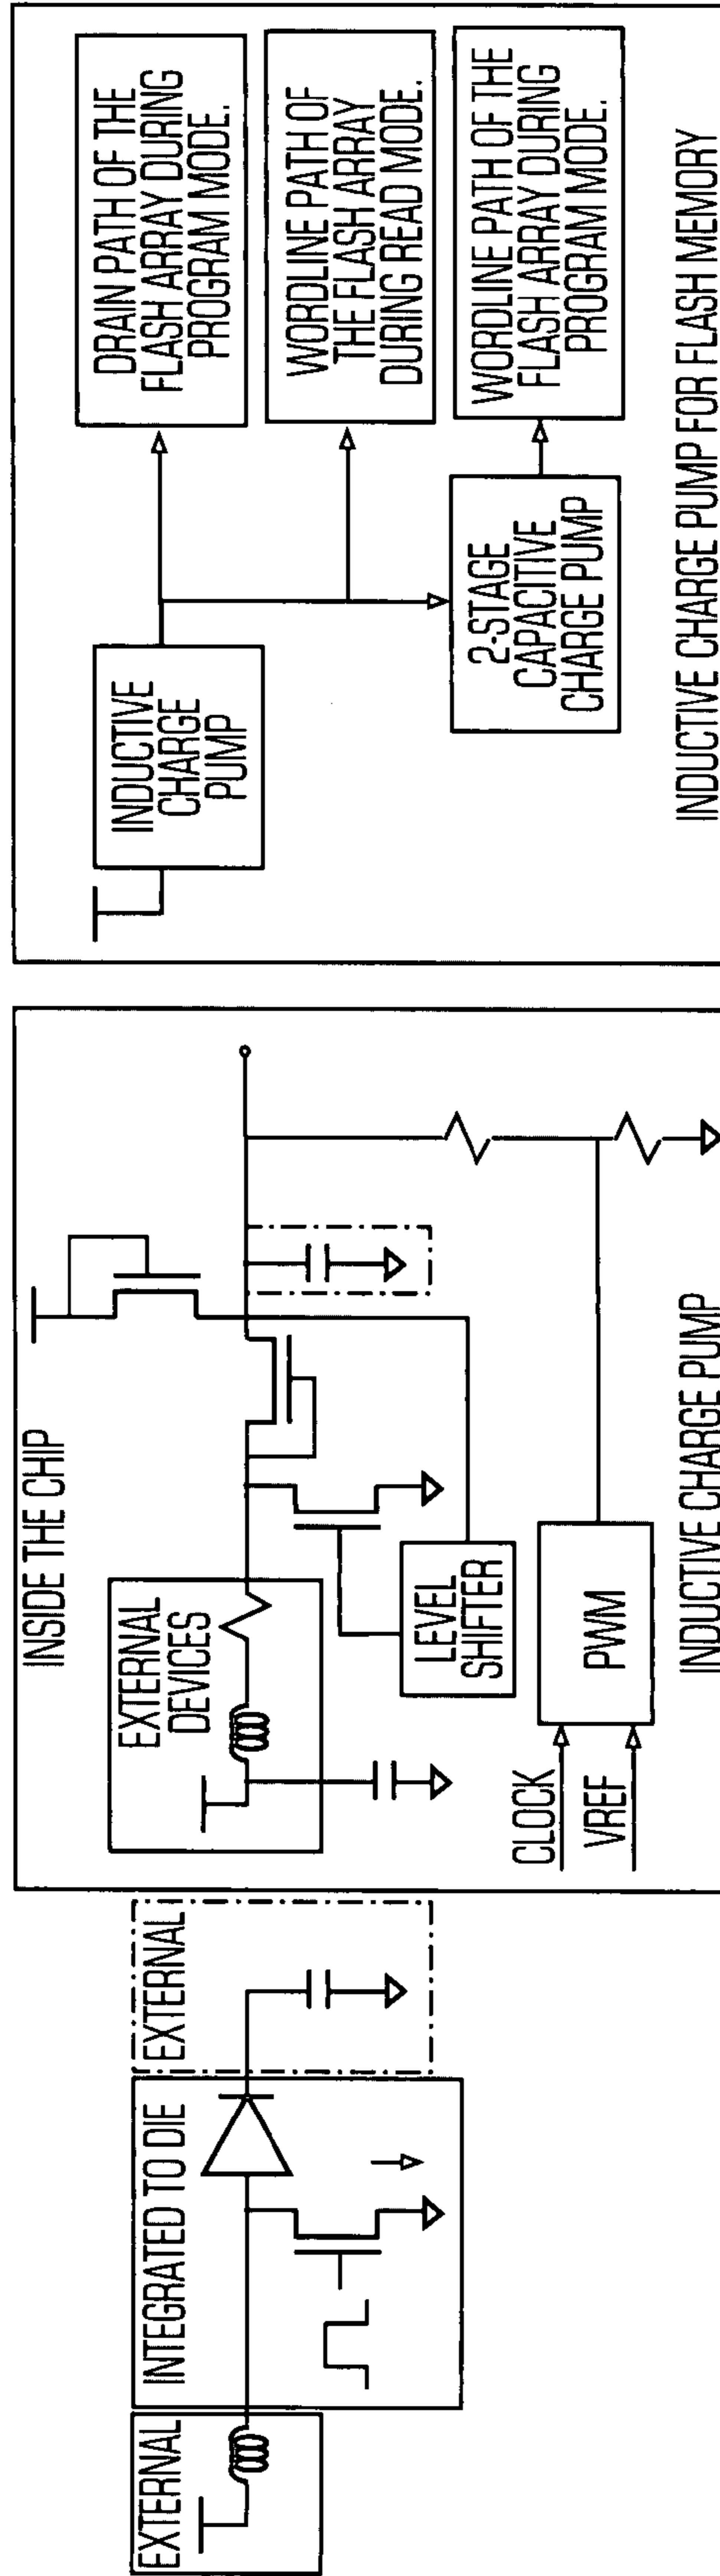 EXTERNAL
INTEGRATED TO DIE
EXTERNAL
INSIDE THE CHIP
EXTERNAL
DEVICES
LEVEL
SHIFTER
CLOCK
VREF
PWM
INDUCTIVE CHARGE PUMP
INDUCTIVE
CHARGE
PUMP
DRAIN PATH OF THE
FLASH ARRAY DURING
PROGRAM MODE.
WORDLINE PATH OF
THE FLASH ARRAY
DURING READ MODE.
2-STAGE
CAPACITIVE
CHARGE PUMP
WORDLINE PATH OF THE
FLASH ARRAY DURING
PROGRAM MODE.
INDUCTIVE CHARGE PUMP FOR FLASH MEMORY